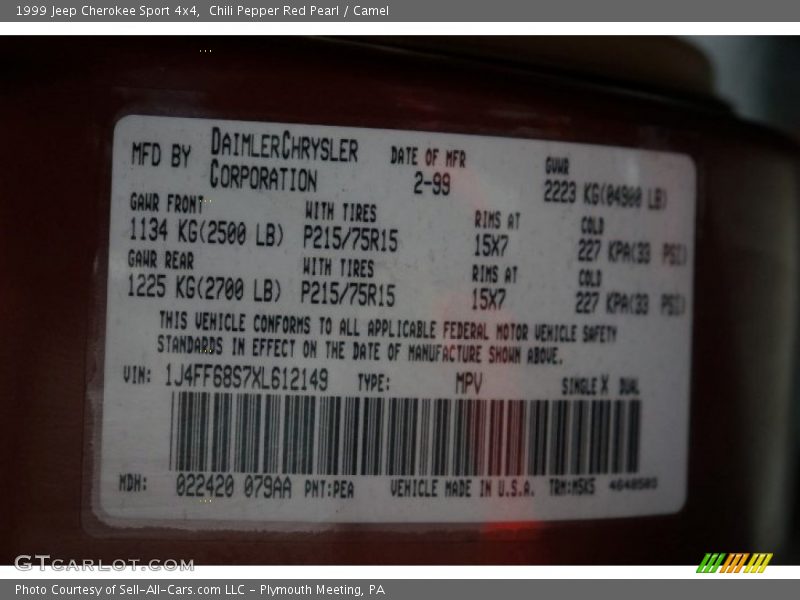 1999 Jeep Cherokee Sport 4x4,  Chili Pepper Red Pearl / Camel
MFD BY DAIMLERCHRYSLER CORPORATION DATE OF MFR 2-99 GVWR 2223 KG(04900 LB)
GAWR FRONT WITH TIRES RIMS AT COLD
1134 KG(2500 LB) P215/75R15 15X7 227 KPA(33 PSI)
GAWR REAR WITH TIRES RIMS AT COLD
1225 KG(2700 LB) P215/75R15 15X7 227 KPA(33 PSI)
THIS VEHICLE CONFORMS TO ALL APPLICABLE FEDERAL MOTOR VEHICLE SAFETY
STANDARDS IN EFFECT ON THE DATE OF MANUFACTURE SHOWN ABOVE.
VIN: 1J4FF68S7XL612149 TYPE: MPV SINGLE X DUAL
MDH: 022420 079AA PNT:PEA VEHICLE MADE IN U.S.A. TRM:MSK5
GTCARLOT.COM
Photo Courtesy of Sell-All-Cars.com LLC - Plymouth Meeting, PA